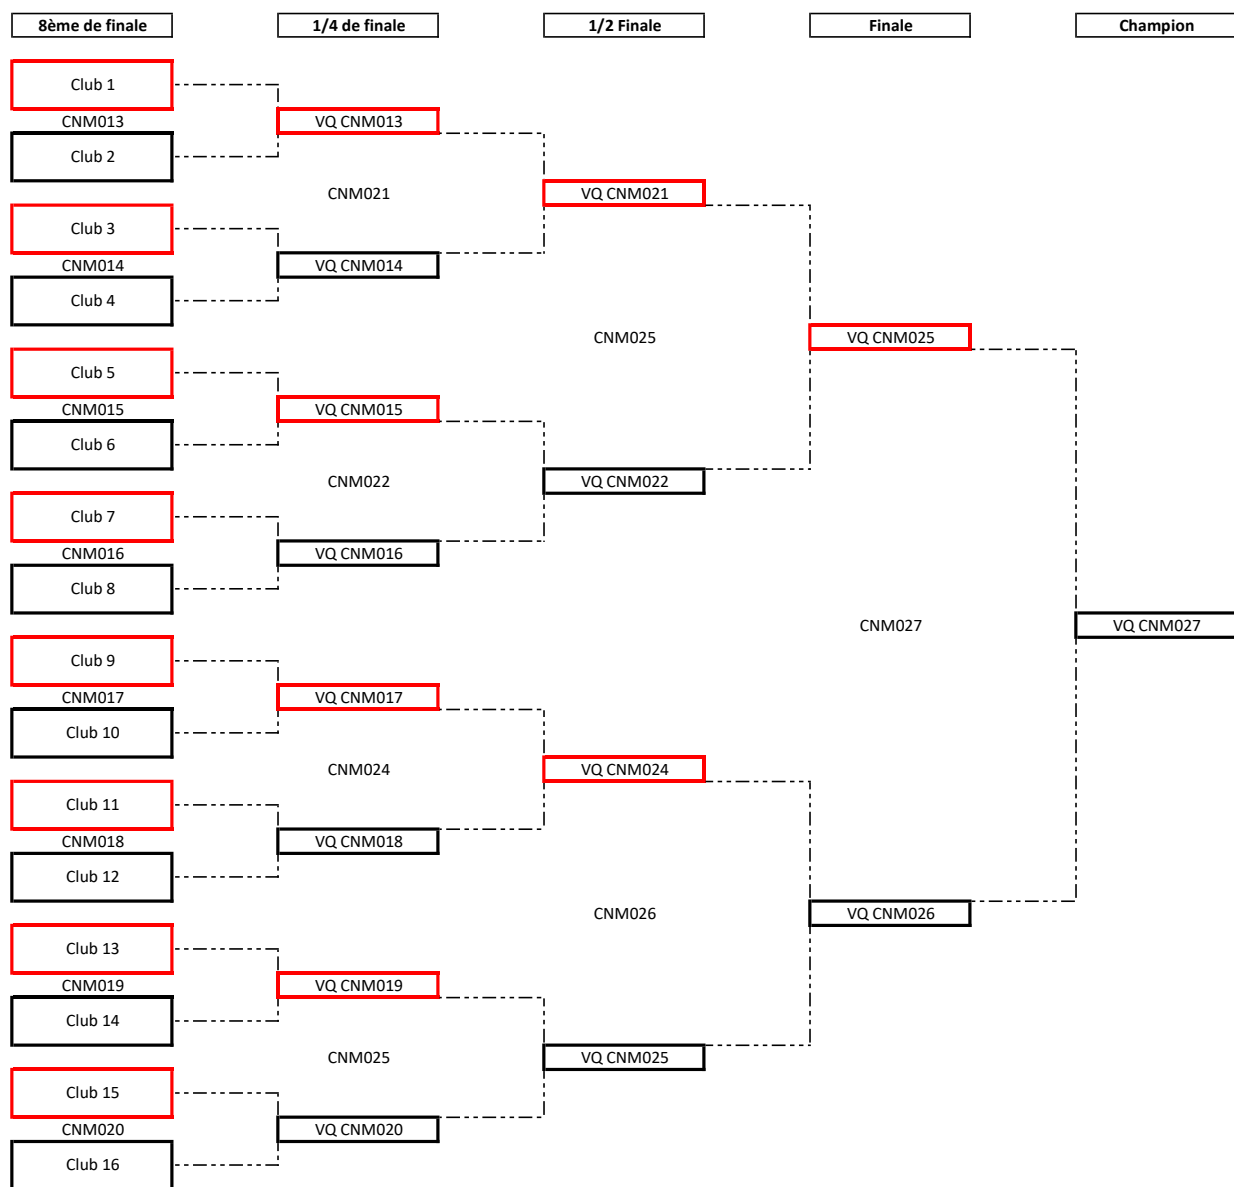 8ème de finale
1/4 de finale
1/2 Finale
Finale
Champion
Club 1
CNM013
VQ CNM013
Club 2
CNM021
VQ CNM021
Club 3
CNM014
VQ CNM014
Club 4
CNM025
VQ CNM025
Club 5
CNM015
VQ CNM015
Club 6
CNM022
VQ CNM022
Club 7
CNM016
VQ CNM016
Club 8
CNM027
VQ CNM027
Club 9
CNM017
VQ CNM017
Club 10
CNM024
VQ CNM024
Club 11
CNM018
VQ CNM018
Club 12
CNM026
VQ CNM026
Club 13
CNM019
VQ CNM019
Club 14
CNM025
VQ CNM025
Club 15
CNM020
VQ CNM020
Club 16